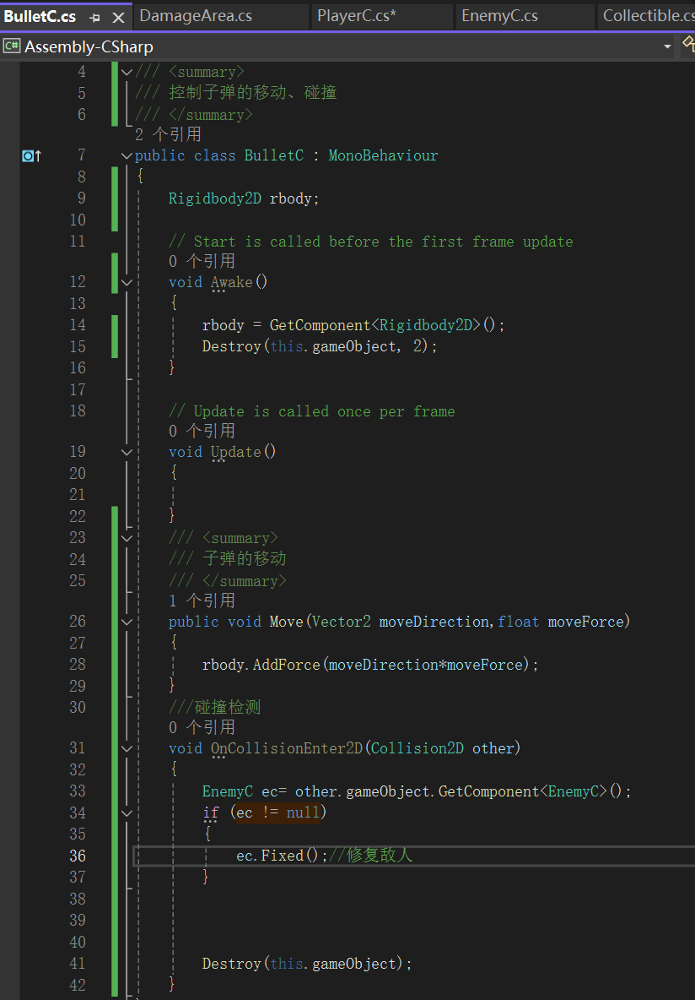 BulletC.cs DamageArea.cs PlayerC.cs* EnemyC.cs Collectible.cs
C# Assembly-CSharp
4 /// <summary>
5 /// 控制子弹的移动、碰撞
6 /// </summary>
2 个引用
7 public class BulletC : MonoBehaviour
8 {
9 Rigidbody2D rbody;
10
11 // Start is called before the first frame update
0 个引用
12 void Awake()
13 {
14 rbody = GetComponent<Rigidbody2D>();
15 Destroy(this.gameObject, 2);
16 }
17
18 // Update is called once per frame
0 个引用
19 void Update()
20 {
21
22 }
23 /// <summary>
24 /// 子弹的移动
25 /// </summary>
1 个引用
26 public void Move(Vector2 moveDirection,float moveForce)
27 {
28 rbody.AddForce(moveDirection*moveForce);
29 }
30 ///碰撞检测
0 个引用
31 void OnCollisionEnter2D(Collision2D other)
32 {
33 EnemyC ec= other.gameObject.GetComponent<EnemyC>();
34 if (ec != null)
35 {
36 ec.Fixed();//修复敌人
37 }
38
39
40
41 Destroy(this.gameObject);
42 }